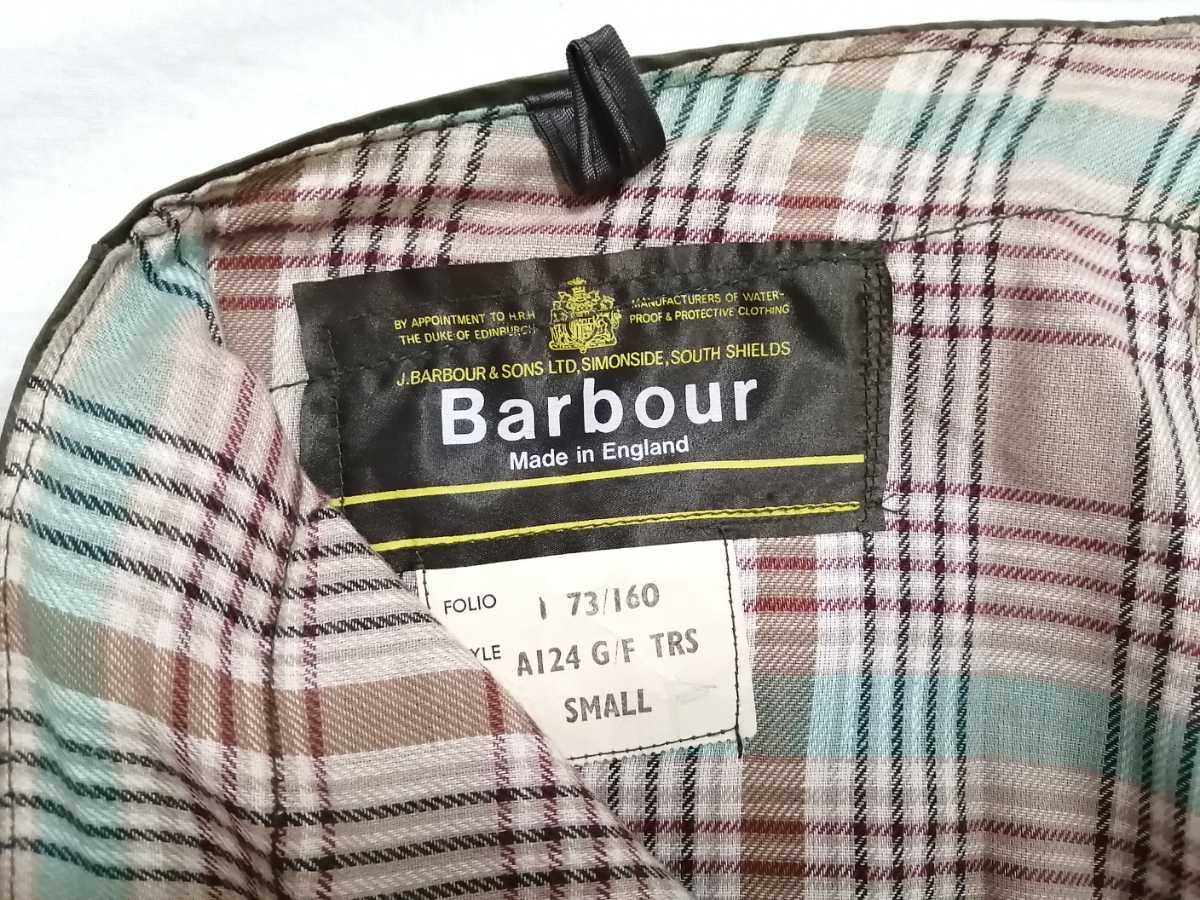 BY APPOINTMENT TO H.R.H
THE DUKE OF EDINBURGH
MANUFACTURERS OF WATER-
PROOF & PROTECTIVE CLOTHING
J. BARBOUR & SONS LTD, SIMONSIDE, SOUTH SHIELDS
Barbour
Made in England
FOLIO 1 73/160
YLE A124 G/F TRS
SMALL